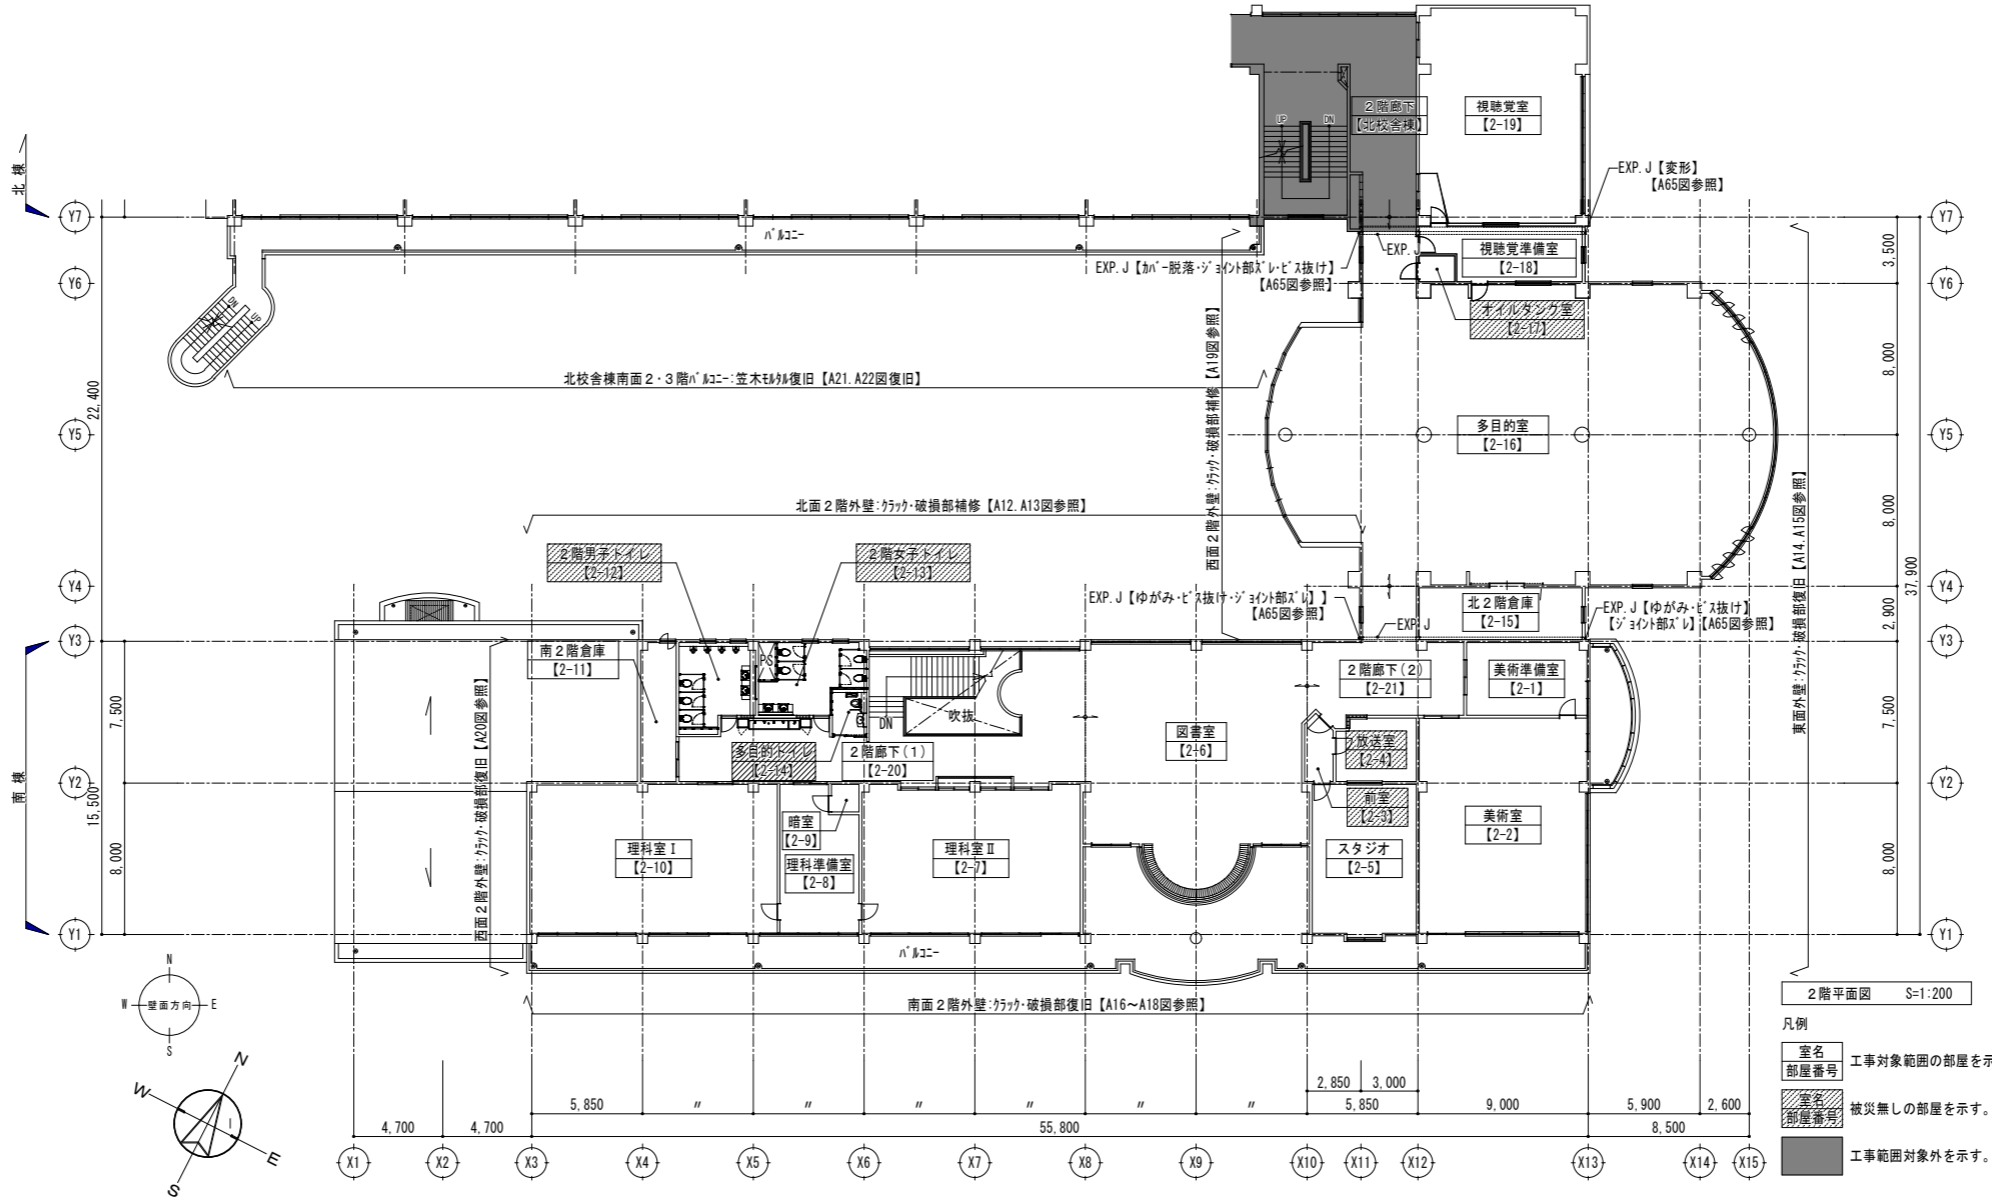 2階廊下
【北校舎棟】
視聴覚室
【2-19】
UP
DN
EXP.J【変形】
【A65図参照】
北棟
Y7
Y7
バルコニー
EXP.J
視聴覚準備室
【2-18】
3,500
EXP.J【カバー脱落・ジョイント部ズレ・ビス抜け】
【A65図参照】
Y6
Y6
DN
UP
オイルタンク室
【2-17】
西面2階外壁:クラック・破損部補修【A19図参照】
8,000
北校舎棟南面2・3階バルコニー:笠木モルタル復旧【A21.A22図復旧】
22,400
Y5
多目的室
【2-16】
Y5
東面外壁:クラック・破損部復旧【A14.A15図参照】
8,000
37,900
北面2階外壁:クラック・破損部補修【A12.A13図参照】
2階男子トイレ
【2-12】
2階女子トイレ
【2-13】
Y4
Y4
EXP.J【ゆがみ・ビス抜け・ジョイント部ズレ】】
【A65図参照】
北2階倉庫
【2-15】
EXP.J【ゆがみ・ビス抜け】
【ジョイント部ズレ】【A65図参照】
2,900
EXP.J
Y3
Y3
南2階倉庫
【2-11】
PS
2階廊下(2)
【2-21】
美術準備室
【2-1】
7,500
7,500
DN
吹抜
図書室
【2-6】
放送室
【2-4】
多目的トイレ
【2-14】
2階廊下(1)
【2-20】
南棟
15,500
Y2
Y2
西面2階外壁:クラック・破損部復旧【A20図参照】
前室
【2-3】
暗室
【2-9】
美術室
【2-2】
8,000
理科室Ⅰ
【2-10】
理科準備室
【2-8】
理科室Ⅱ
【2-7】
スタジオ
【2-5】
8,000
Y1
Y1
バルコニー
N
W
壁面方向
E
S
南面2階外壁:クラック・破損部復旧【A16~A18図参照】
2階平面図 S=1:200
凡例
室名
部屋番号
工事対象範囲の部屋を示
室名
部屋番号
被災無しの部屋を示す。
工事範囲対象外を示す。
N
W
E
S
2,850
3,000
5,850
〃
〃
〃
〃
〃
〃
5,850
9,000
5,900
2,600
4,700
4,700
55,800
8,500
X1
X2
X3
X4
X5
X6
X7
X8
X9
X10
X11
X12
X13
X14
X15